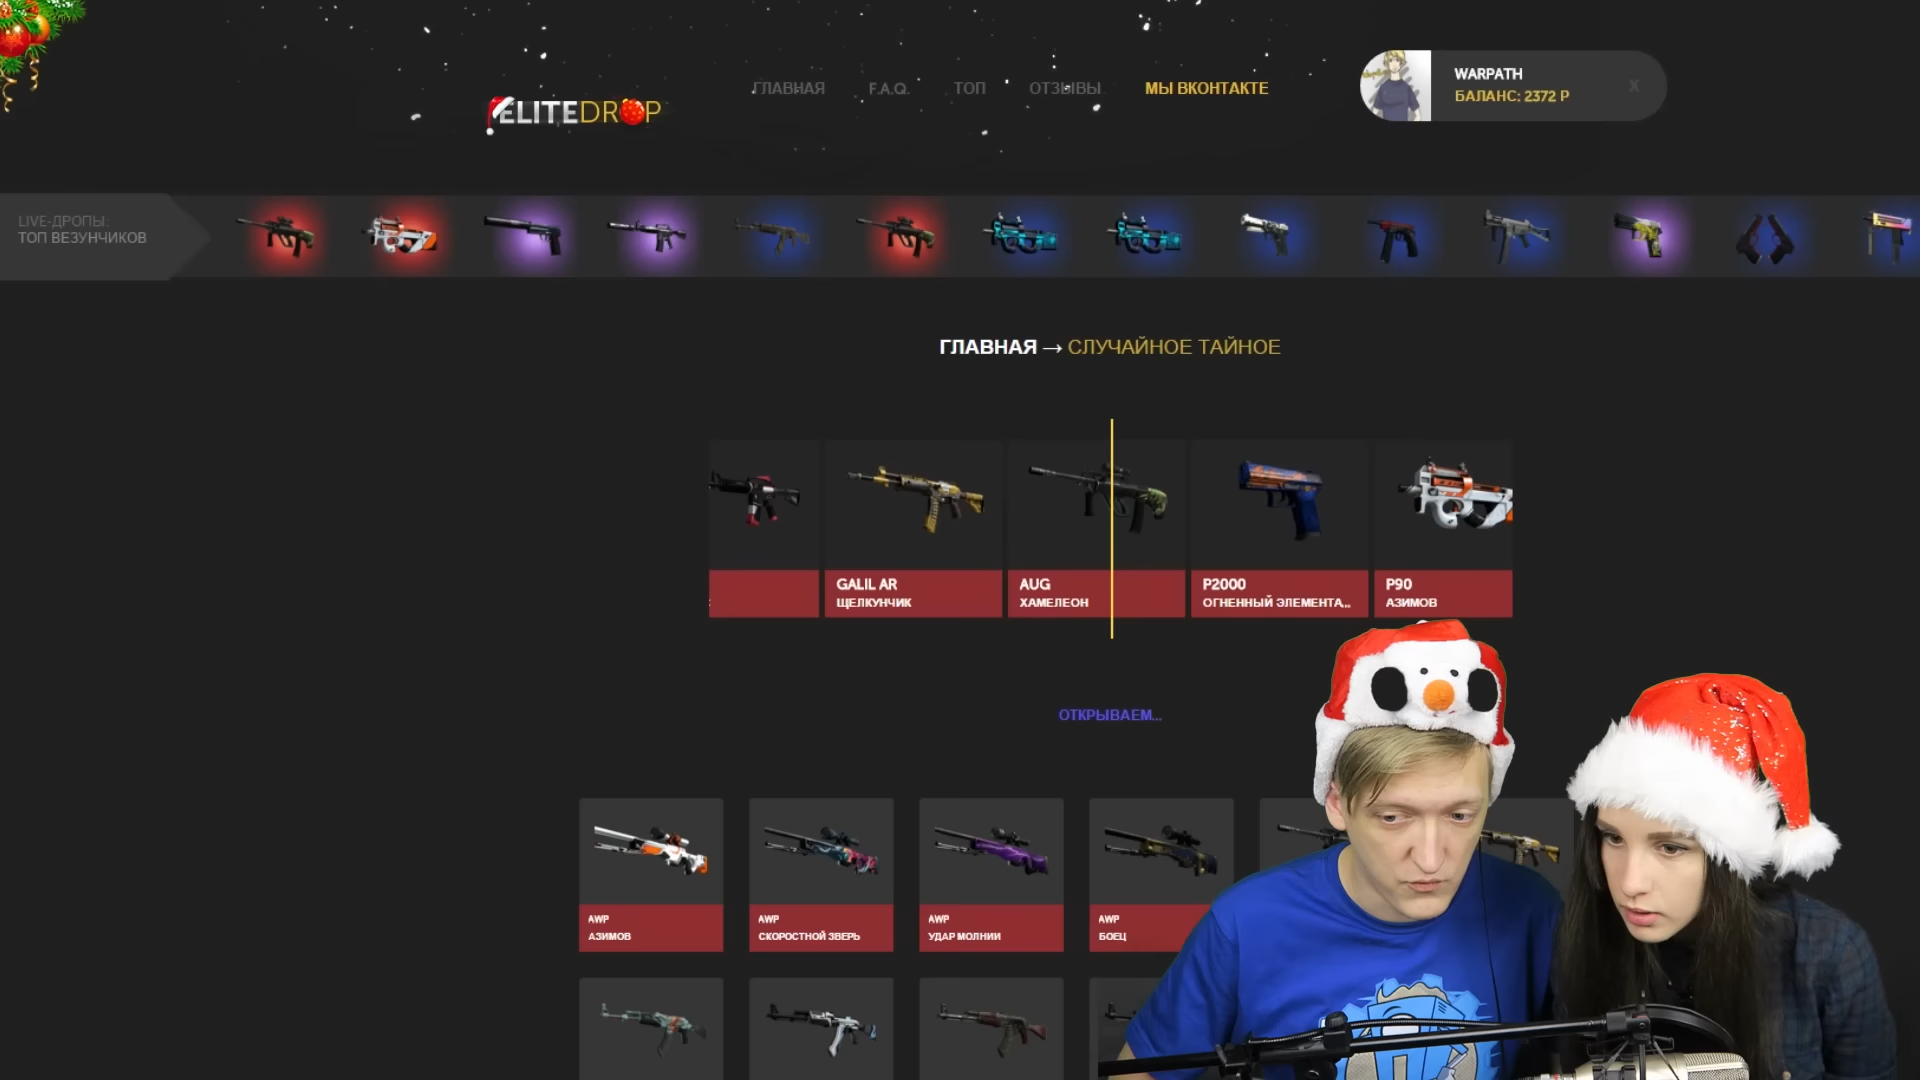 ELITEDROP
ГЛАВНАЯ
F.A.Q.
ТОП
ОТЗЫВЫ
МЫ ВКОНТАКТЕ
WARPATH
БАЛАНС: 2372 Р
X
LIVE-ДРОПЫ:
ТОП ВЕЗУНЧИКОВ
ГЛАВНАЯ → СЛУЧАЙНОЕ ТАЙНОЕ
GALIL AR
ЩЕЛКУНЧИК
AUG
ХАМЕЛЕОН
P2000
ОГНЕННЫЙ ЭЛЕМЕНТА...
P90
АЗИМОВ
ОТКРЫВАЕМ...
AWP
АЗИМОВ
AWP
СКОРОСТНОЙ ЗВЕРЬ
AWP
УДАР МОЛНИИ
AWP
БОЕЦ